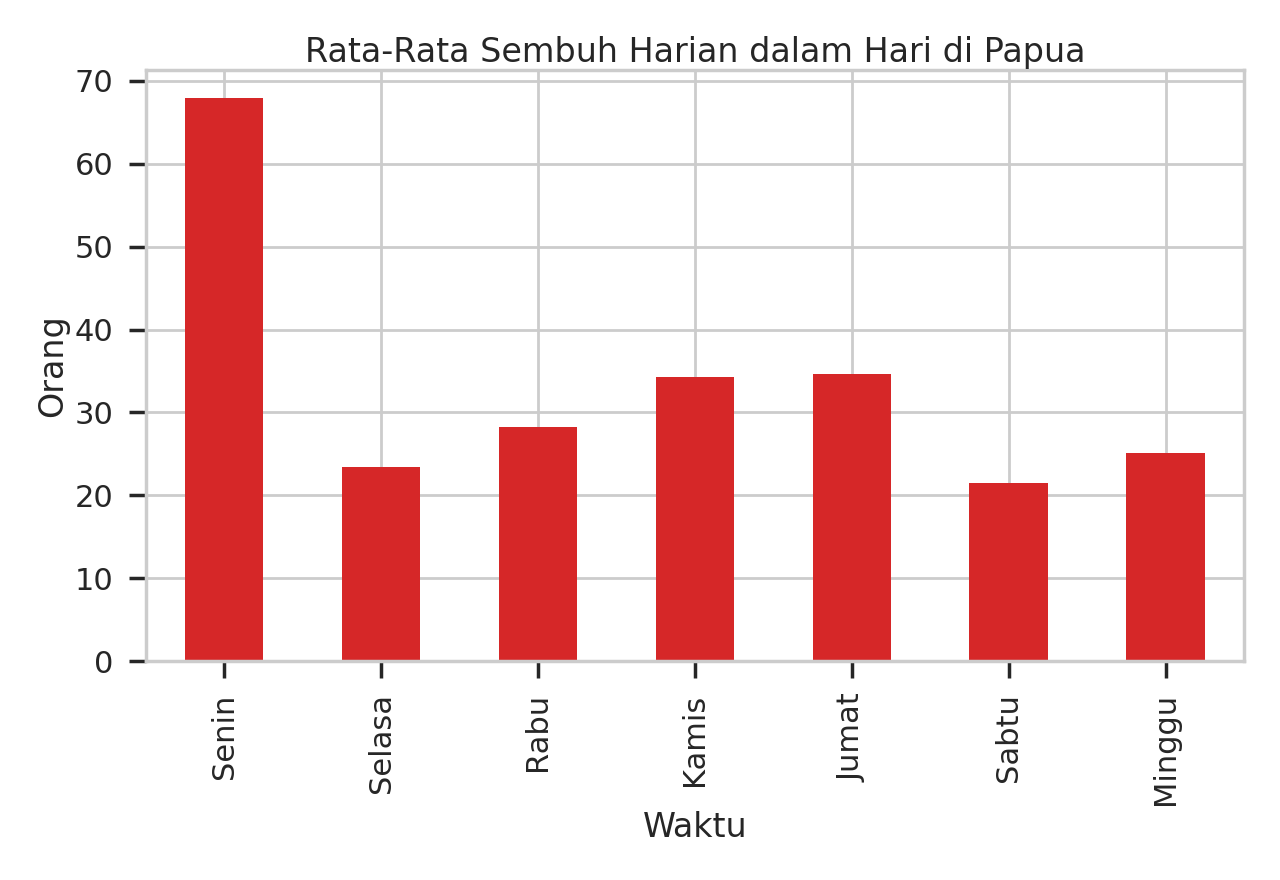 Rata-Rata Sembuh Harian dalam Hari di Papua
70
60
50
40
30
20
10
0
Orang
Senin
Selasa
Rabu
Kamis
Jumat
Sabtu
Minggu
Waktu